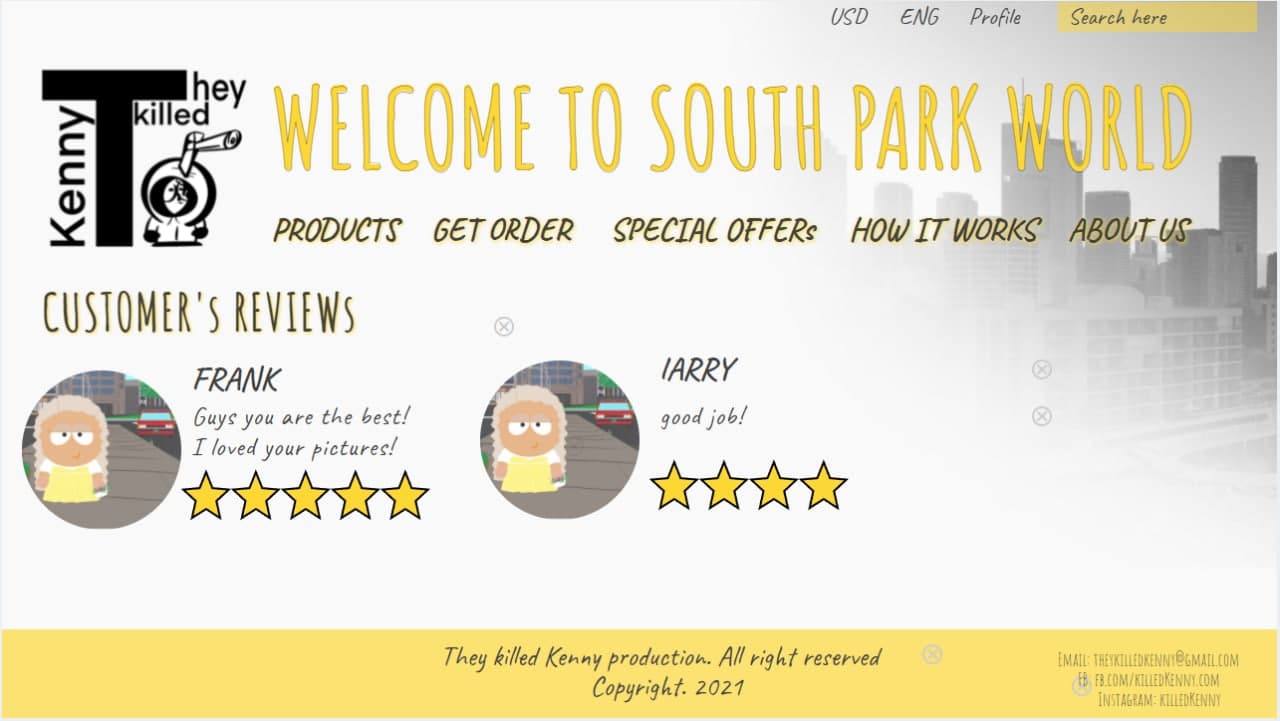 USD ENG Profile Search here
They
killed
Kenny
WELCOME TO SOUTH PARK WORLD
PRODUCTS GET ORDER SPECIAL OFFERs HOW IT WORKS ABOUT US
CUSTOMER's REVIEWs
FRANK
Guys you are the best!
I loved your pictures!
lARRY
good job!
They killed Kenny production. All right reserved
Copyright. 2021
Email: theykilledkenny@gmail.com
FB: fb.com/killedKenny.com
Instagram: killedKenny